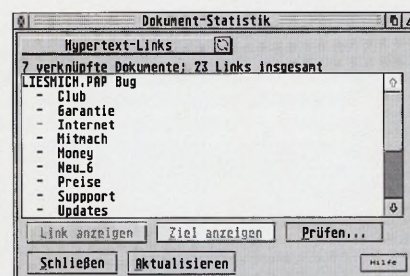 Dokument-Statistik
Hypertext-Links
7 verknüpfte Dokumente; 23 Links insgesamt
LIESMICH.PAP Bug
- Club
- Garantie
- Internet
- Mitmach
- Money
- Neu_6
- Preise
- Suppport
- Updates
Link anzeigen Ziel anzeigen Prüfen...
Schließen Aktualisieren Hilfe